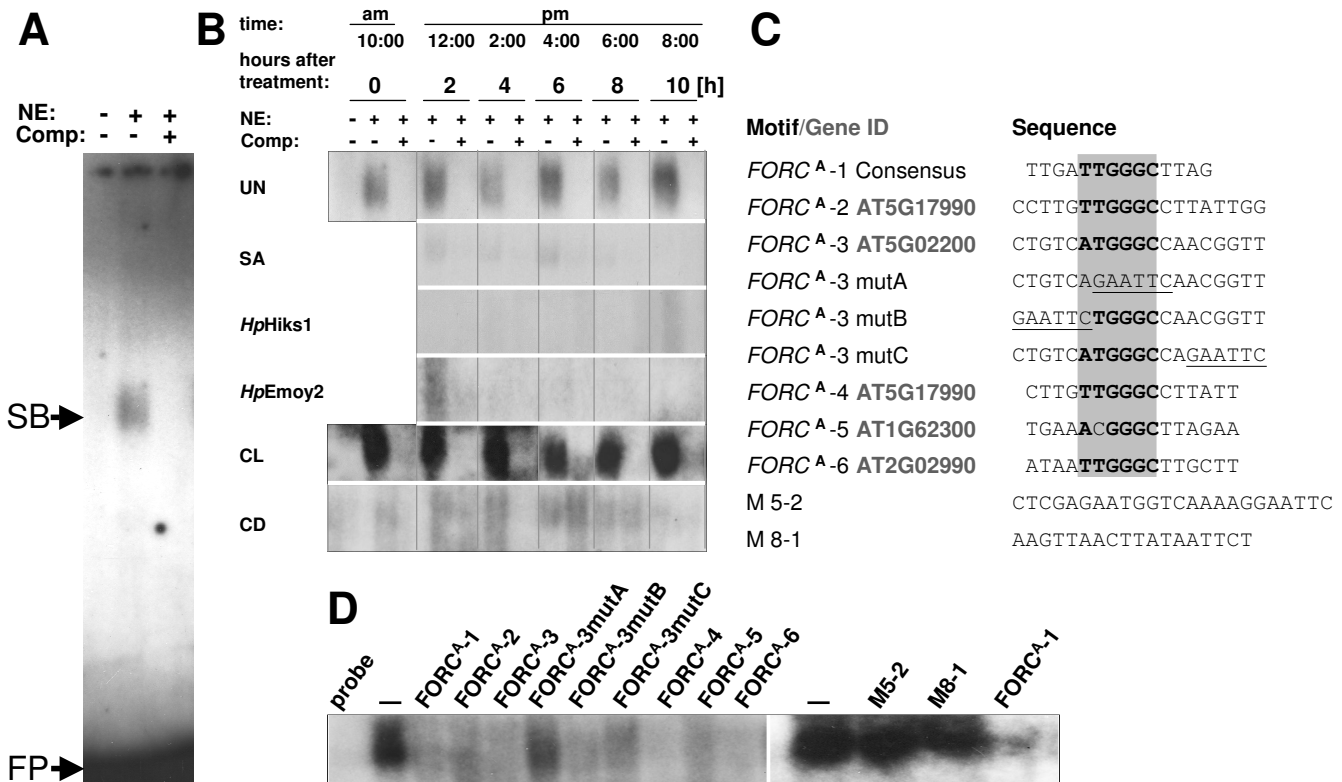 A
NE: - + +
Comp: - - +
SB
FP
B
time: am pm
10:00 12:00 2:00 4:00 6:00 8:00
hours after
treatment: 0 2 4 6 8 10 [h]
NE: - + + + + + + + + + + + +
Comp: - - + - + - + - + - + - +
UN
SA
HpHiks1
HpEmoy2
CL
CD
C
Motif/Gene ID Sequence
FORC A -1 Consensus TTGATTGGGCTTAG
FORC A -2 AT5G17990 CCTTGTTGGGCCTTATTGG
FORC A -3 AT5G02200 CTGTCATGGGCCAACGGTT
FORC A -3 mutA CTGTCAGAATTCAACGGTT
FORC A -3 mutB GAATTCTGGGCCAACGGTT
FORC A -3 mutC CTGTCATGGGCCAGAATTC
FORC A -4 AT5G17990 CTTGTTGGGCCTTATT
FORC A -5 AT1G62300 TGAAACGGGCTTAGAA
FORC A -6 AT2G02990 ATAATTGGGCTTGCTT
M 5-2 CTCGAGAATGGTCAAAAGGAATTC
M 8-1 AAGTTAACTTATAATTCT
D
probe — FORCA-1 FORCA-2 FORCA-3 FORCA-3mutA FORCA-3mutB FORCA-3mutC FORCA-4 FORCA-5 FORCA-6 — M5-2 M8-1 FORCA-1